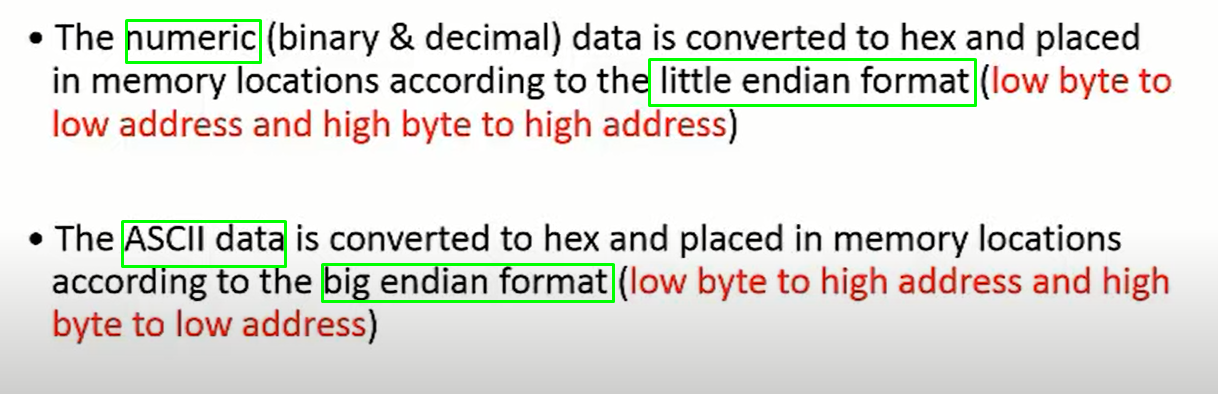 • The numeric (binary & decimal) data is converted to hex and placed
in memory locations according to the little endian format (low byte to
low address and high byte to high address)
• The ASCII data is converted to hex and placed in memory locations
according to the big endian format (low byte to high address and high
byte to low address)